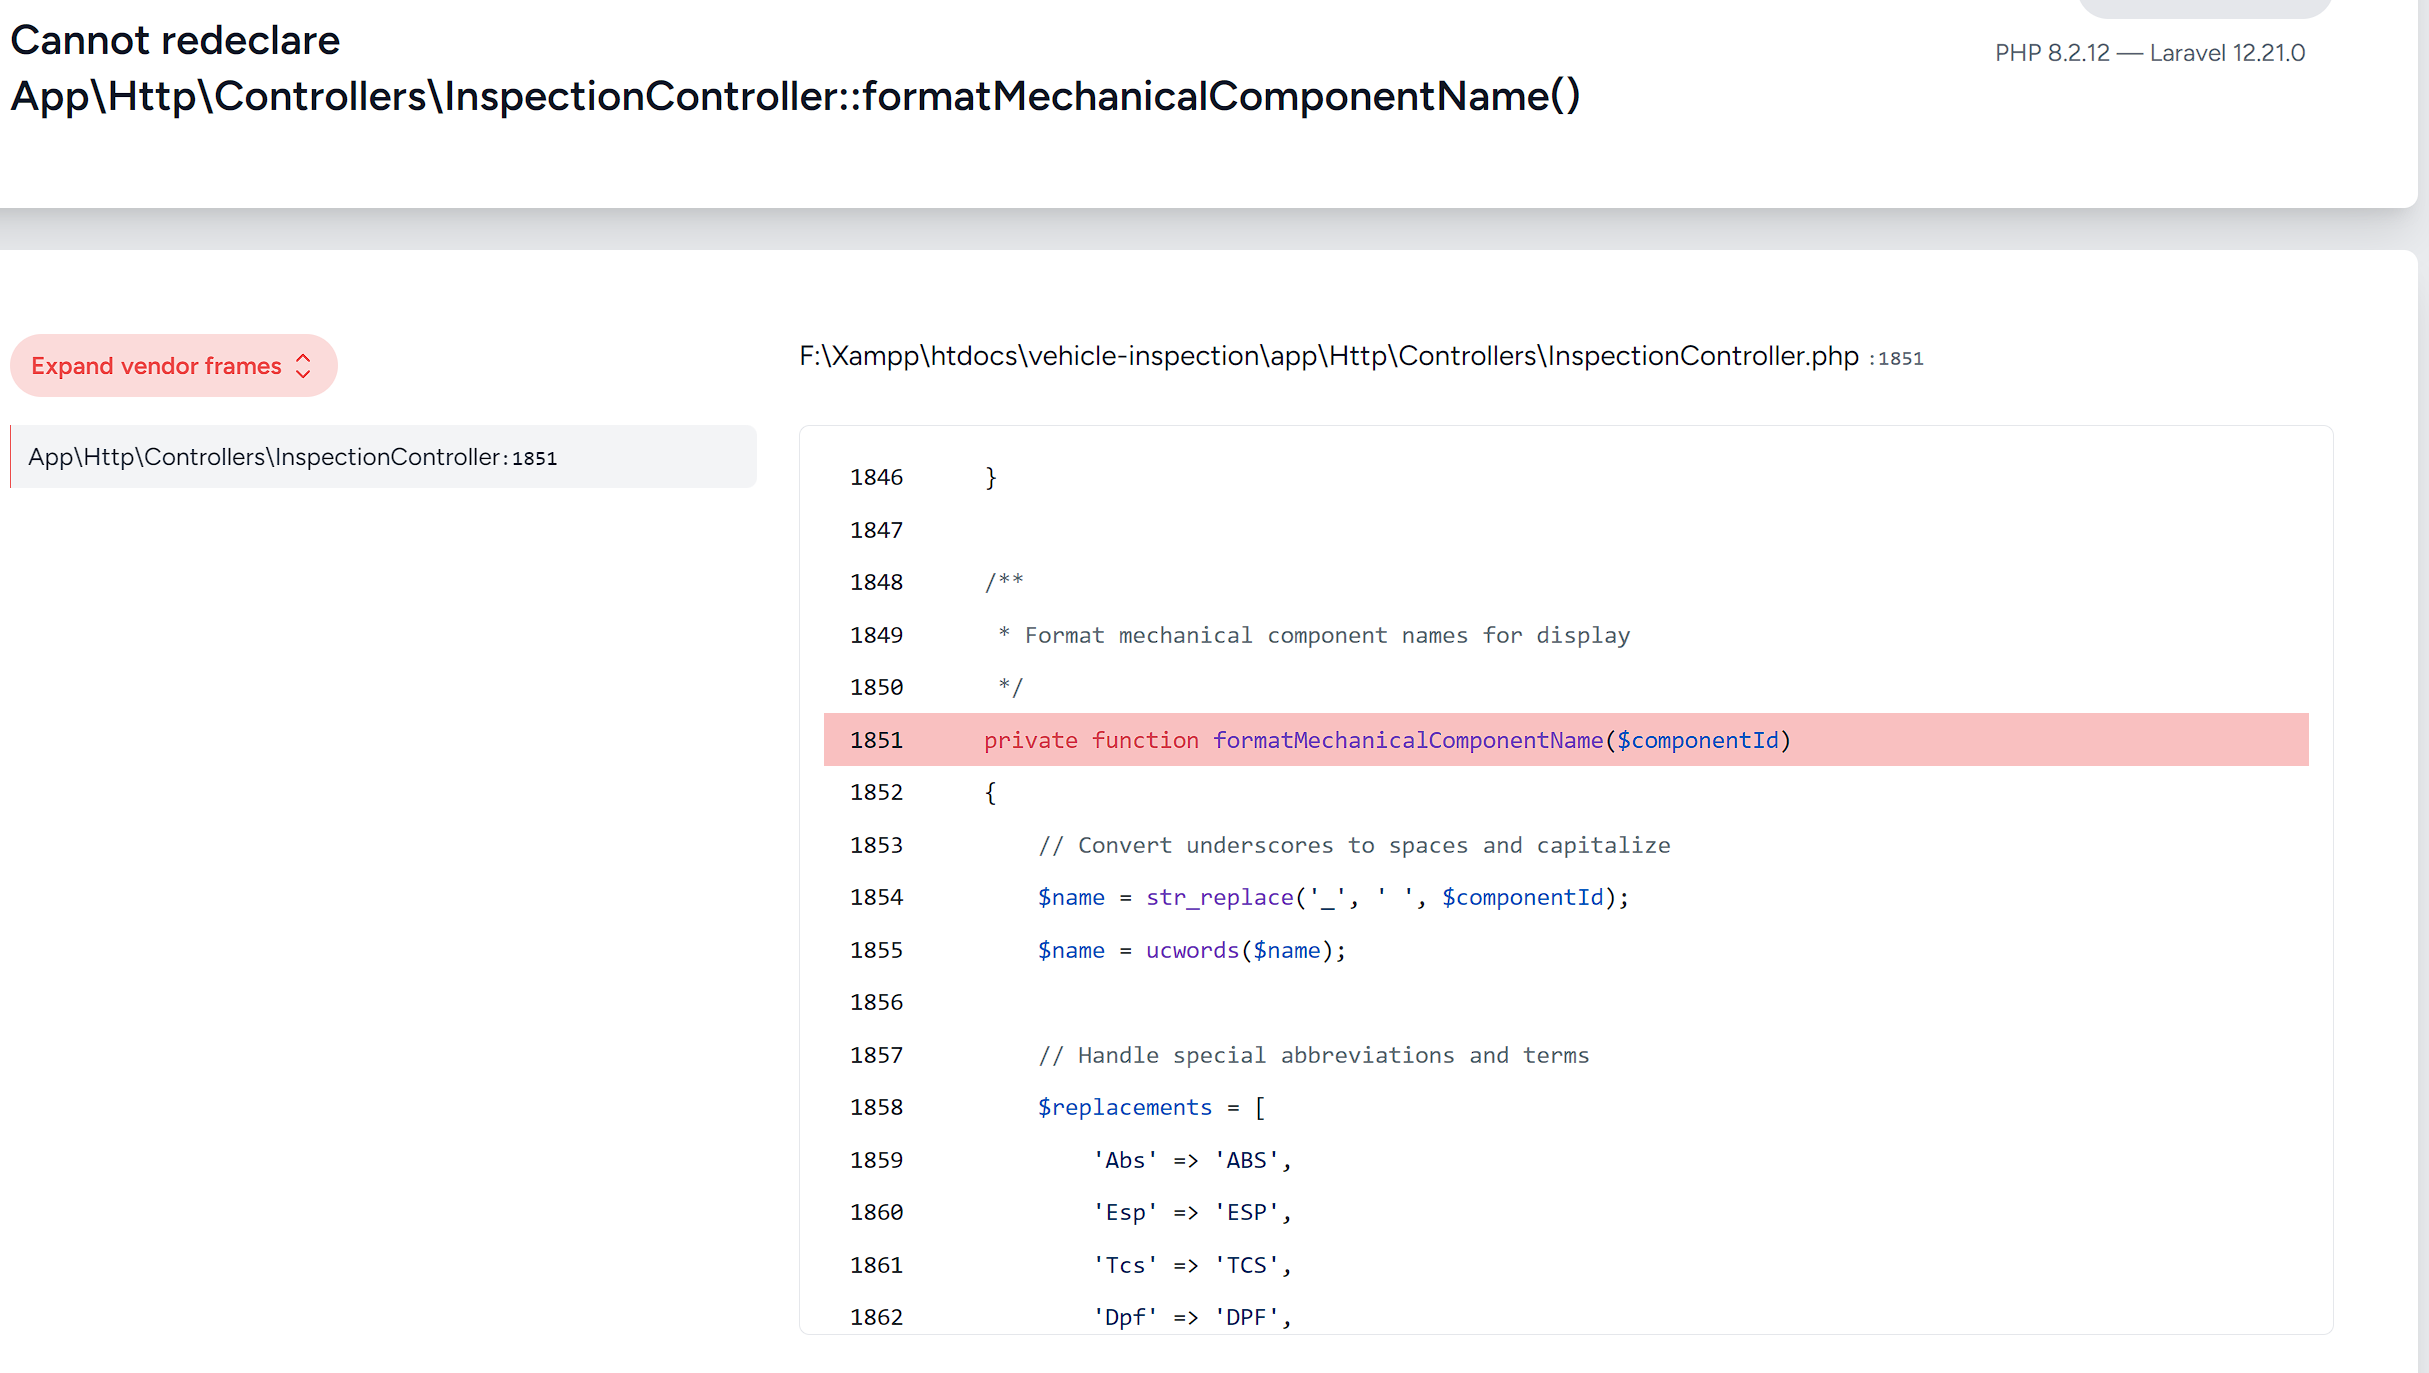 Cannot redeclare
App\Http\Controllers\InspectionController::formatMechanicalComponentName()
PHP 8.2.12 — Laravel 12.21.0
Expand vendor frames
App\Http\Controllers\InspectionController:1851
F:\Xampp\htdocs\vehicle-inspection\app\Http\Controllers\InspectionController.php :1851
1846 }
1847
1848 /**
1849 * Format mechanical component names for display
1850 */
1851 private function formatMechanicalComponentName($componentId)
1852 {
1853 // Convert underscores to spaces and capitalize
1854 $name = str_replace('_', ' ', $componentId);
1855 $name = ucwords($name);
1856
1857 // Handle special abbreviations and terms
1858 $replacements = [
1859 'Abs' => 'ABS',
1860 'Esp' => 'ESP',
1861 'Tcs' => 'TCS',
1862 'Dpf' => 'DPF',